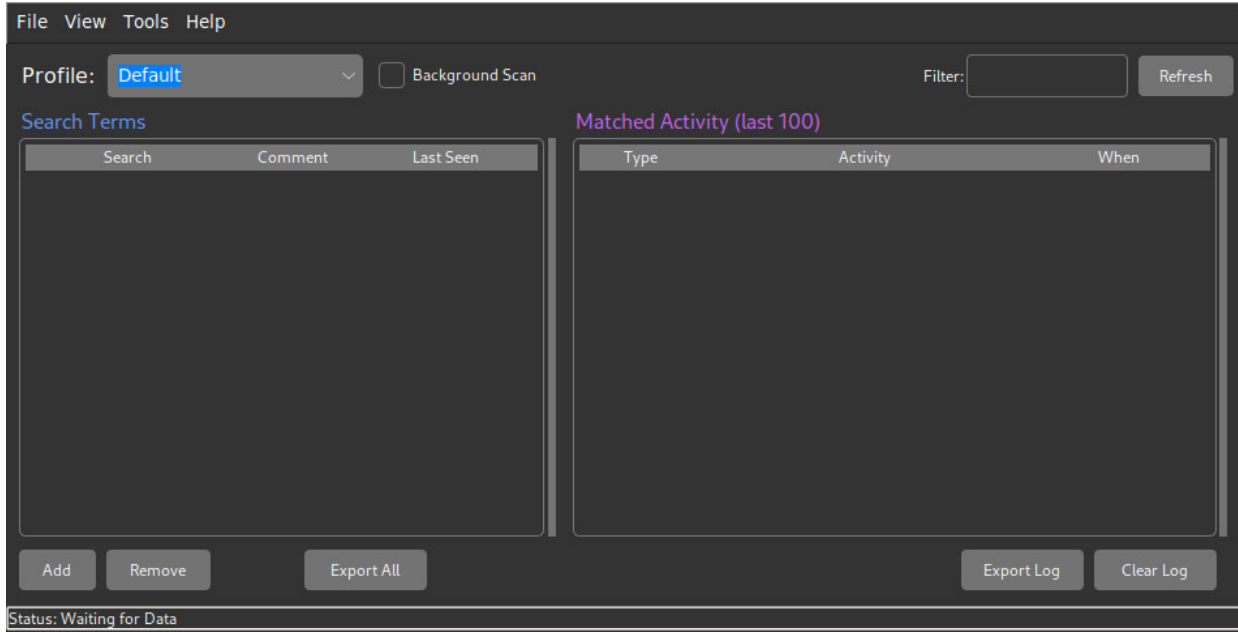 File View Tools Help
Profile: Default Background Scan Filter: Refresh
Search Terms Matched Activity (last 100)
Search Comment Last Seen Type Activity When
Add Remove Export All Export Log Clear Log
Status: Waiting for Data